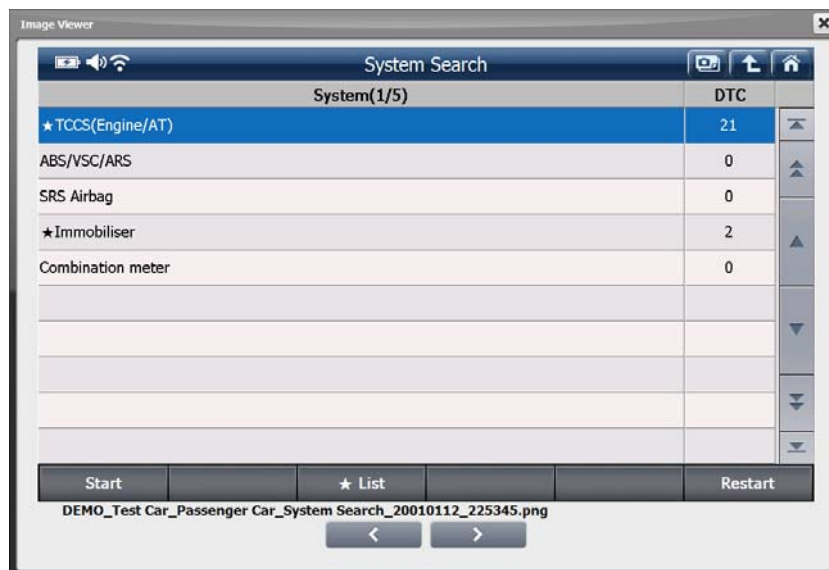 Image Viewer
System Search
System(1/5) DTC
★TCCS(Engine/AT) 21
ABS/VSC/ARS 0
SRS Airbag 0
★Immobiliser 2
Combination meter 0
Start ★ List Restart
DEMO_Test Car_Passenger Car_System Search_20010112_225345.png